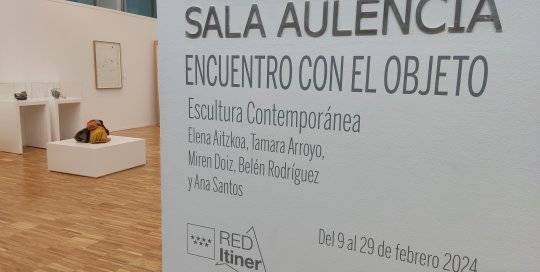 SALA AULENCIA
ENCUENTRO CON EL OBJETO
Escultura Contemporánea
Elena Aitzkoa, Tamara Arroyo,
Miren Doiz, Belén Rodríguez
y Ana Santos
RED
Itiner
Del 9 al 29 de febrero 2024